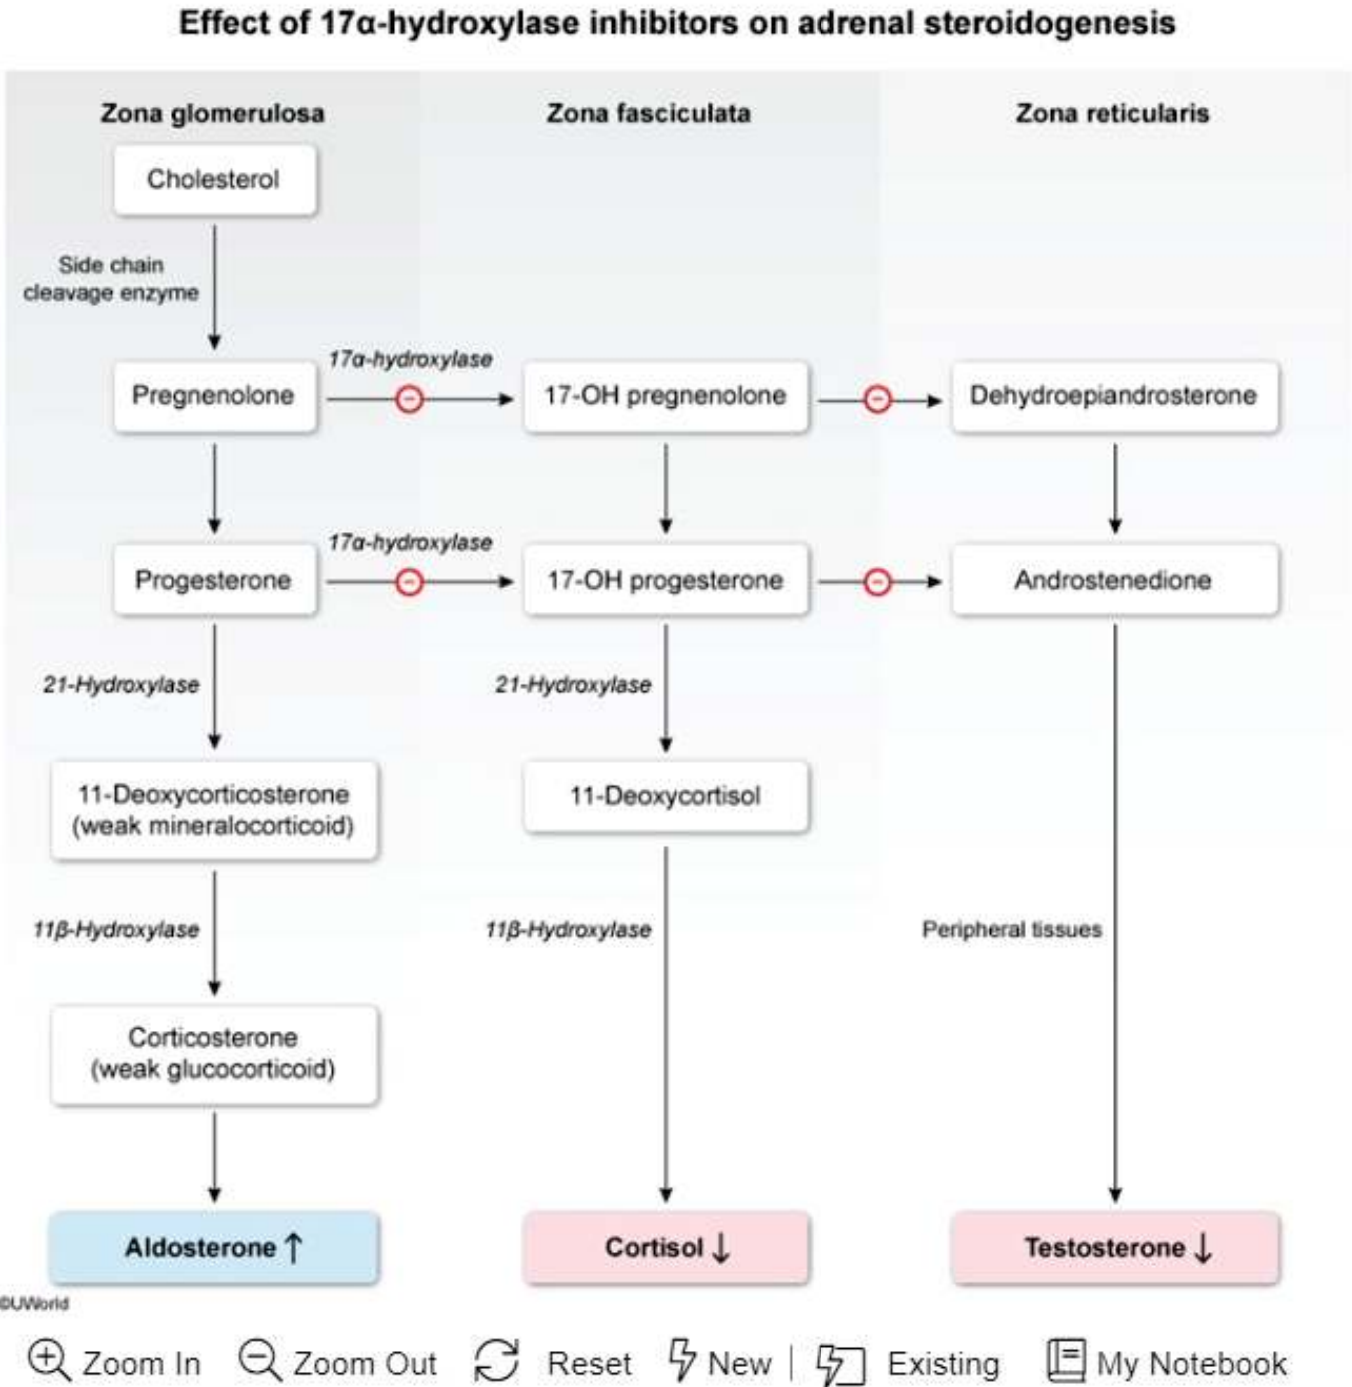 Effect of 17α-hydroxylase inhibitors on adrenal steroidogenesis
Zona glomerulosa
Zona fasciculata
Zona reticularis
Cholesterol
Side chain
cleavage enzyme
17α-hydroxylase
Pregnenolone
17-OH pregnenolone
Dehydroepiandrosterone
17α-hydroxylase
Progesterone
17-OH progesterone
Androstenedione
21-Hydroxylase
21-Hydroxylase
11-Deoxycorticosterone
(weak mineralocorticoid)
11-Deoxycortisol
11β-Hydroxylase
11β-Hydroxylase
Peripheral tissues
Corticosterone
(weak glucocorticoid)
Aldosterone ↑
Cortisol ↓
Testosterone ↓
©UWorld
Zoom In
Zoom Out
Reset
New |
Existing
My Notebook